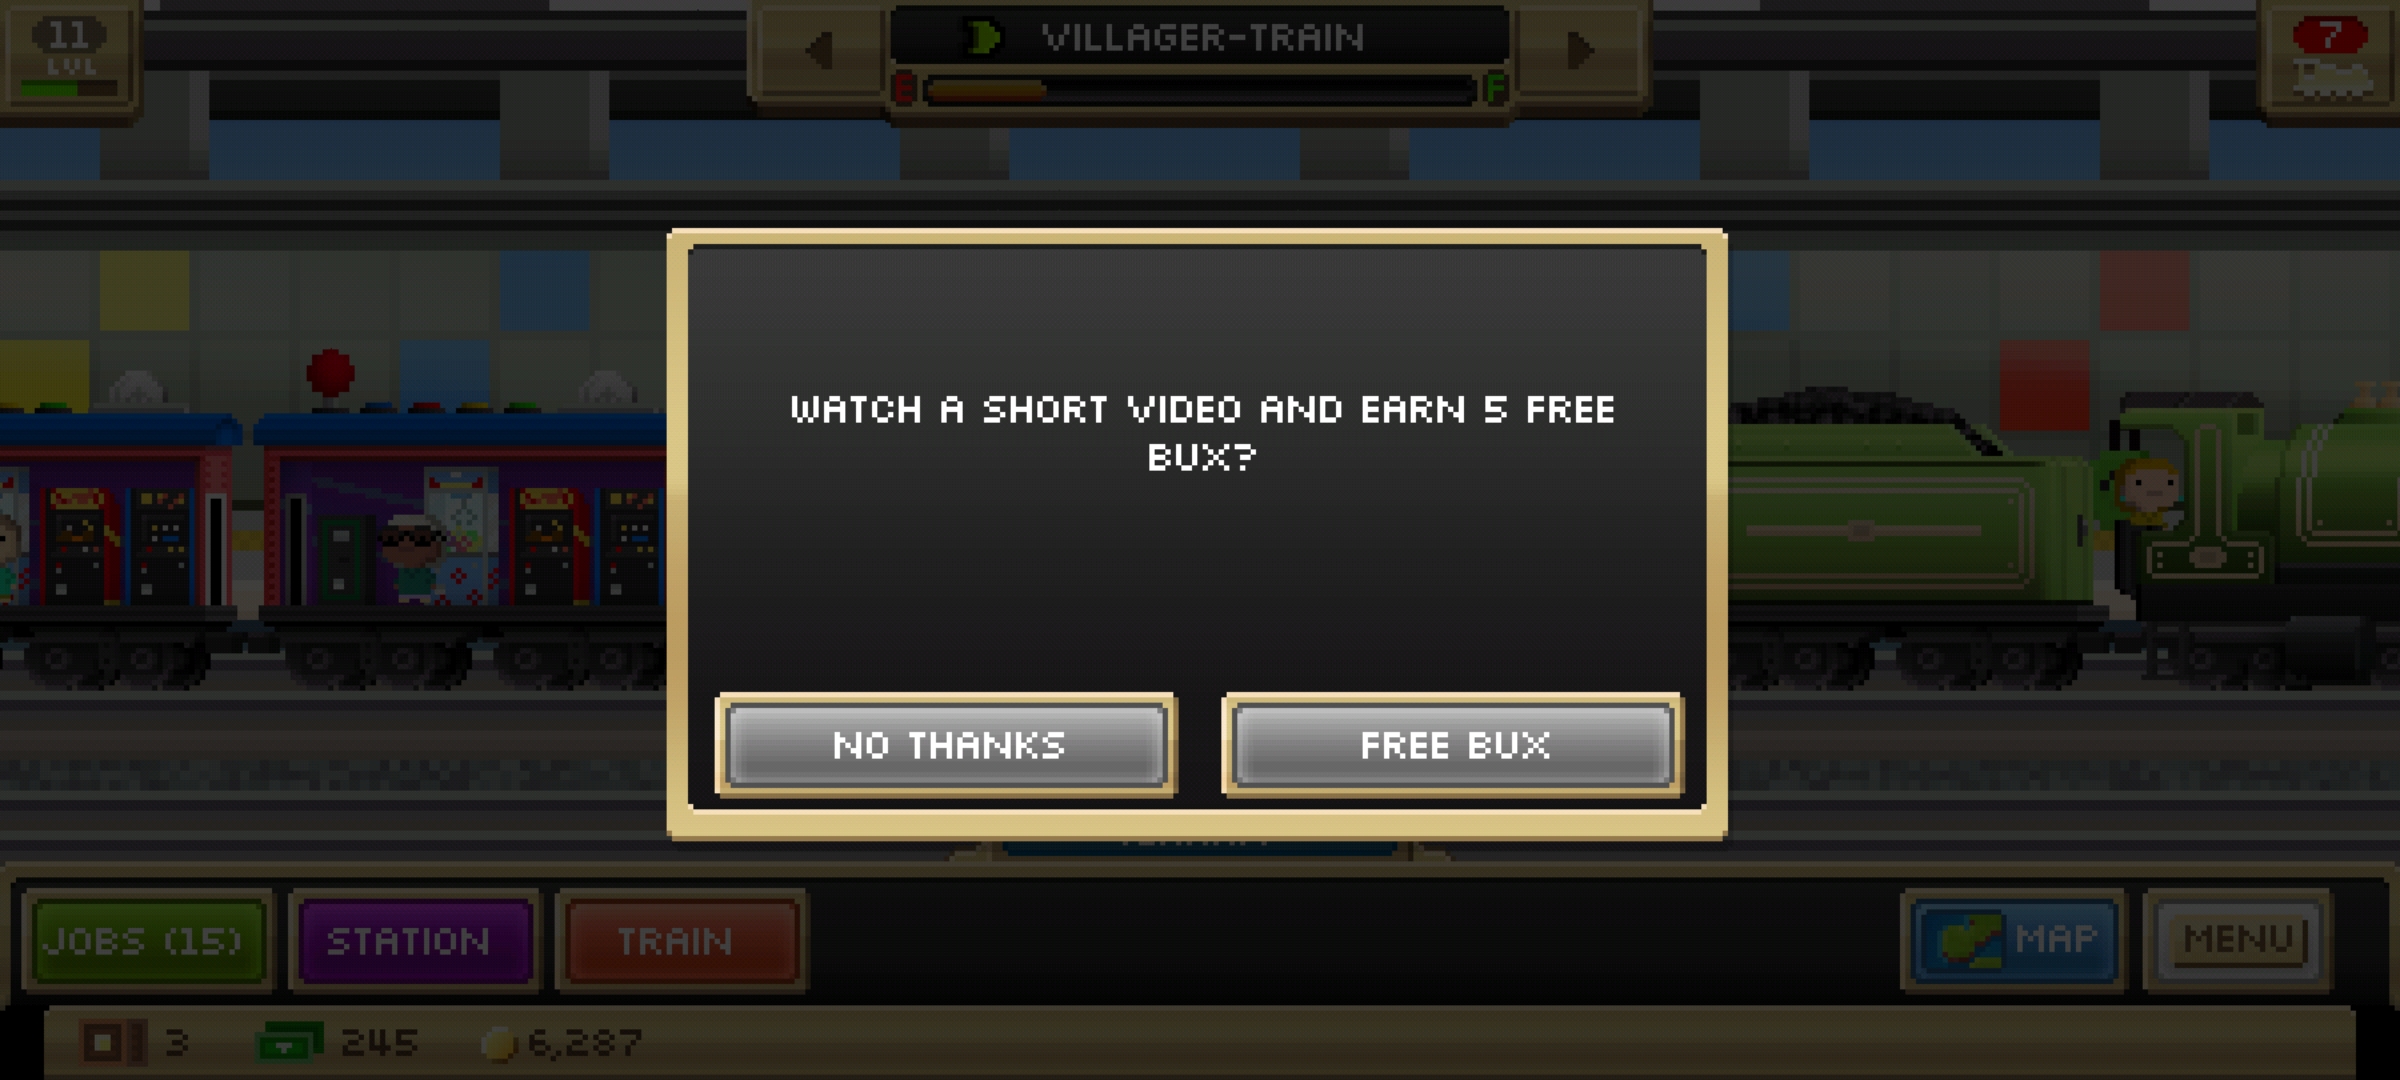 11
LVL
VILLAGER-TRAIN
E
F
7
WATCH A SHORT VIDEO AND EARN 5 FREE
BUX?
NO THANKS
FREE BUX
JOBS (15)
STATION
TRAIN
MAP
MENU
3
245
6,287